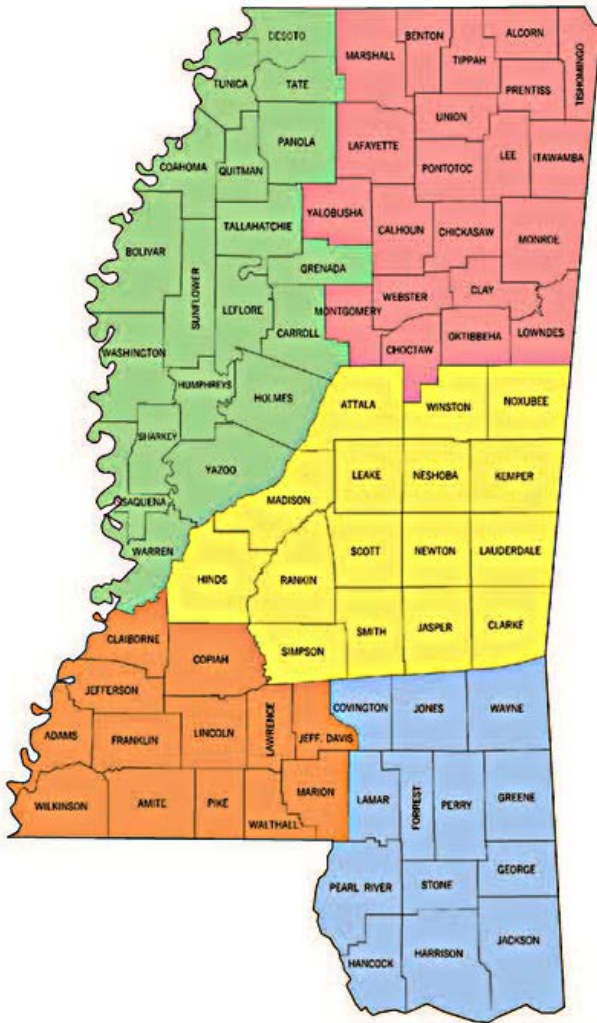 DESOTO
BENTON
ALCORN
MARSHALL
TIPPAH
TISHOMINGO
TUNICA
TATE
PRENTISS
UNION
PANOLA
LAFAYETTE
LEE
ITAWAMBA
COAHOMA
QUITMAN
PONTOTOC
YALOBUSHA
TALLAHATCHIE
CALHOUN
CHICKASAW
MONROE
BOLIVAR
GRENADA
SUNFLOWER
LEFLORE
MONTGOMERY
WEBSTER
CLAY
CARROLL
OKTIBBEHA
LOWNDES
WASHINGTON
CHOCTAW
HUMPHREYS
HOLMES
ATTALA
WINSTON
NOXUBEE
SHARKEY
YAZOO
LEAKE
NESHOBA
KEMPER
ISSAQUENA
MADISON
WARREN
SCOTT
NEWTON
LAUDERDALE
HINDS
RANKIN
CLAIBORNE
SMITH
JASPER
CLARKE
COPIAH
SIMPSON
JEFFERSON
COVINGTON
JONES
WAYNE
ADAMS
FRANKLIN
LINCOLN
LAWRENCE
JEFF. DAVIS
WILKINSON
AMITE
PIKE
WALTHALL
MARION
LAMAR
FORREST
PERRY
GREENE
GEORGE
PEARL RIVER
STONE
JACKSON
HANCOCK
HARRISON